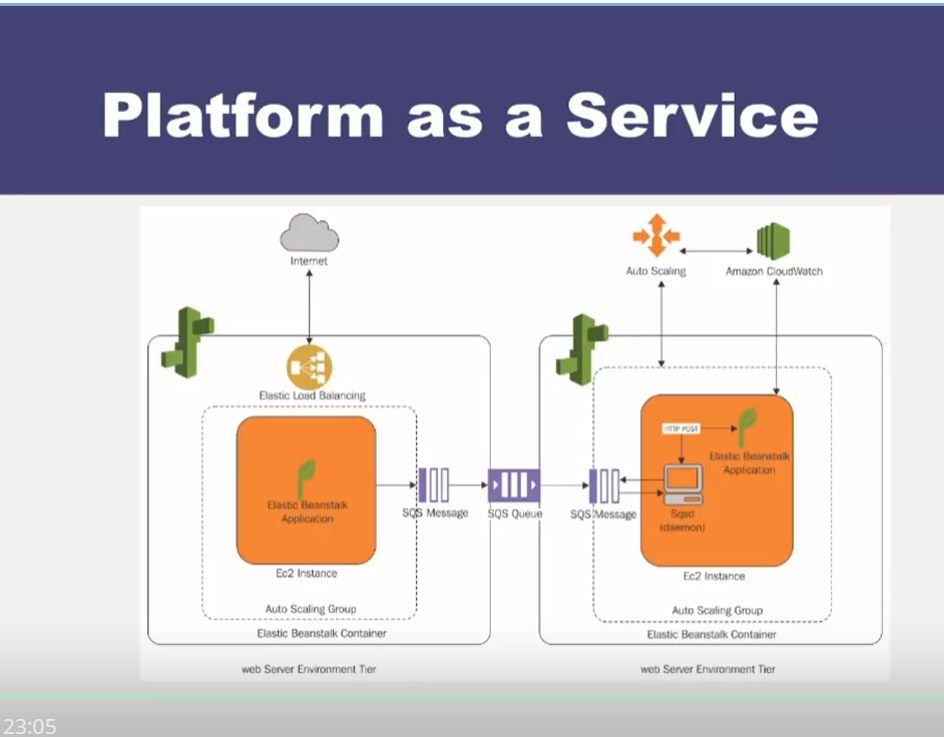 Platform as a Service
Internet
Auto Scaling
Amazon CloudWatch
Elastic Load Balancing
HTTP POST
Elastic Beanstalk
Application
Elastic Beanstalk
Application
SQS Message
SQS Queue
SQS Message
Sqsd
(daemon)
Ec2 Instance
Ec2 Instance
Auto Scaling Group
Auto Scaling Group
Elastic Beanstalk Container
Elastic Beanstalk Container
web Server Environment Tier
web Server Environment Tier
23:05